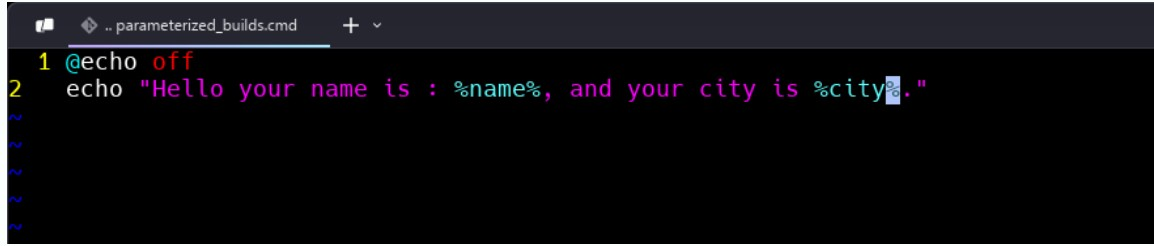 .. parameterized_builds.cmd
1 @echo off
2 echo "Hello your name is : %name%, and your city is %city%."
~
~
~
~
~